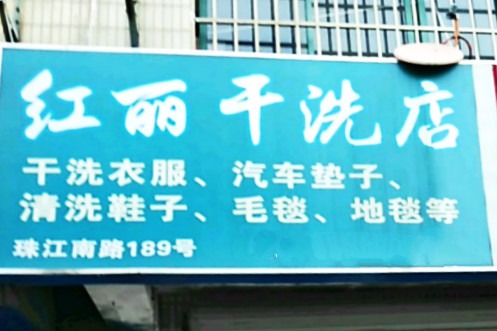 红丽干洗店
干洗衣服、汽车垫子、
清洗鞋子、毛毯、地毯等
珠江南路189号